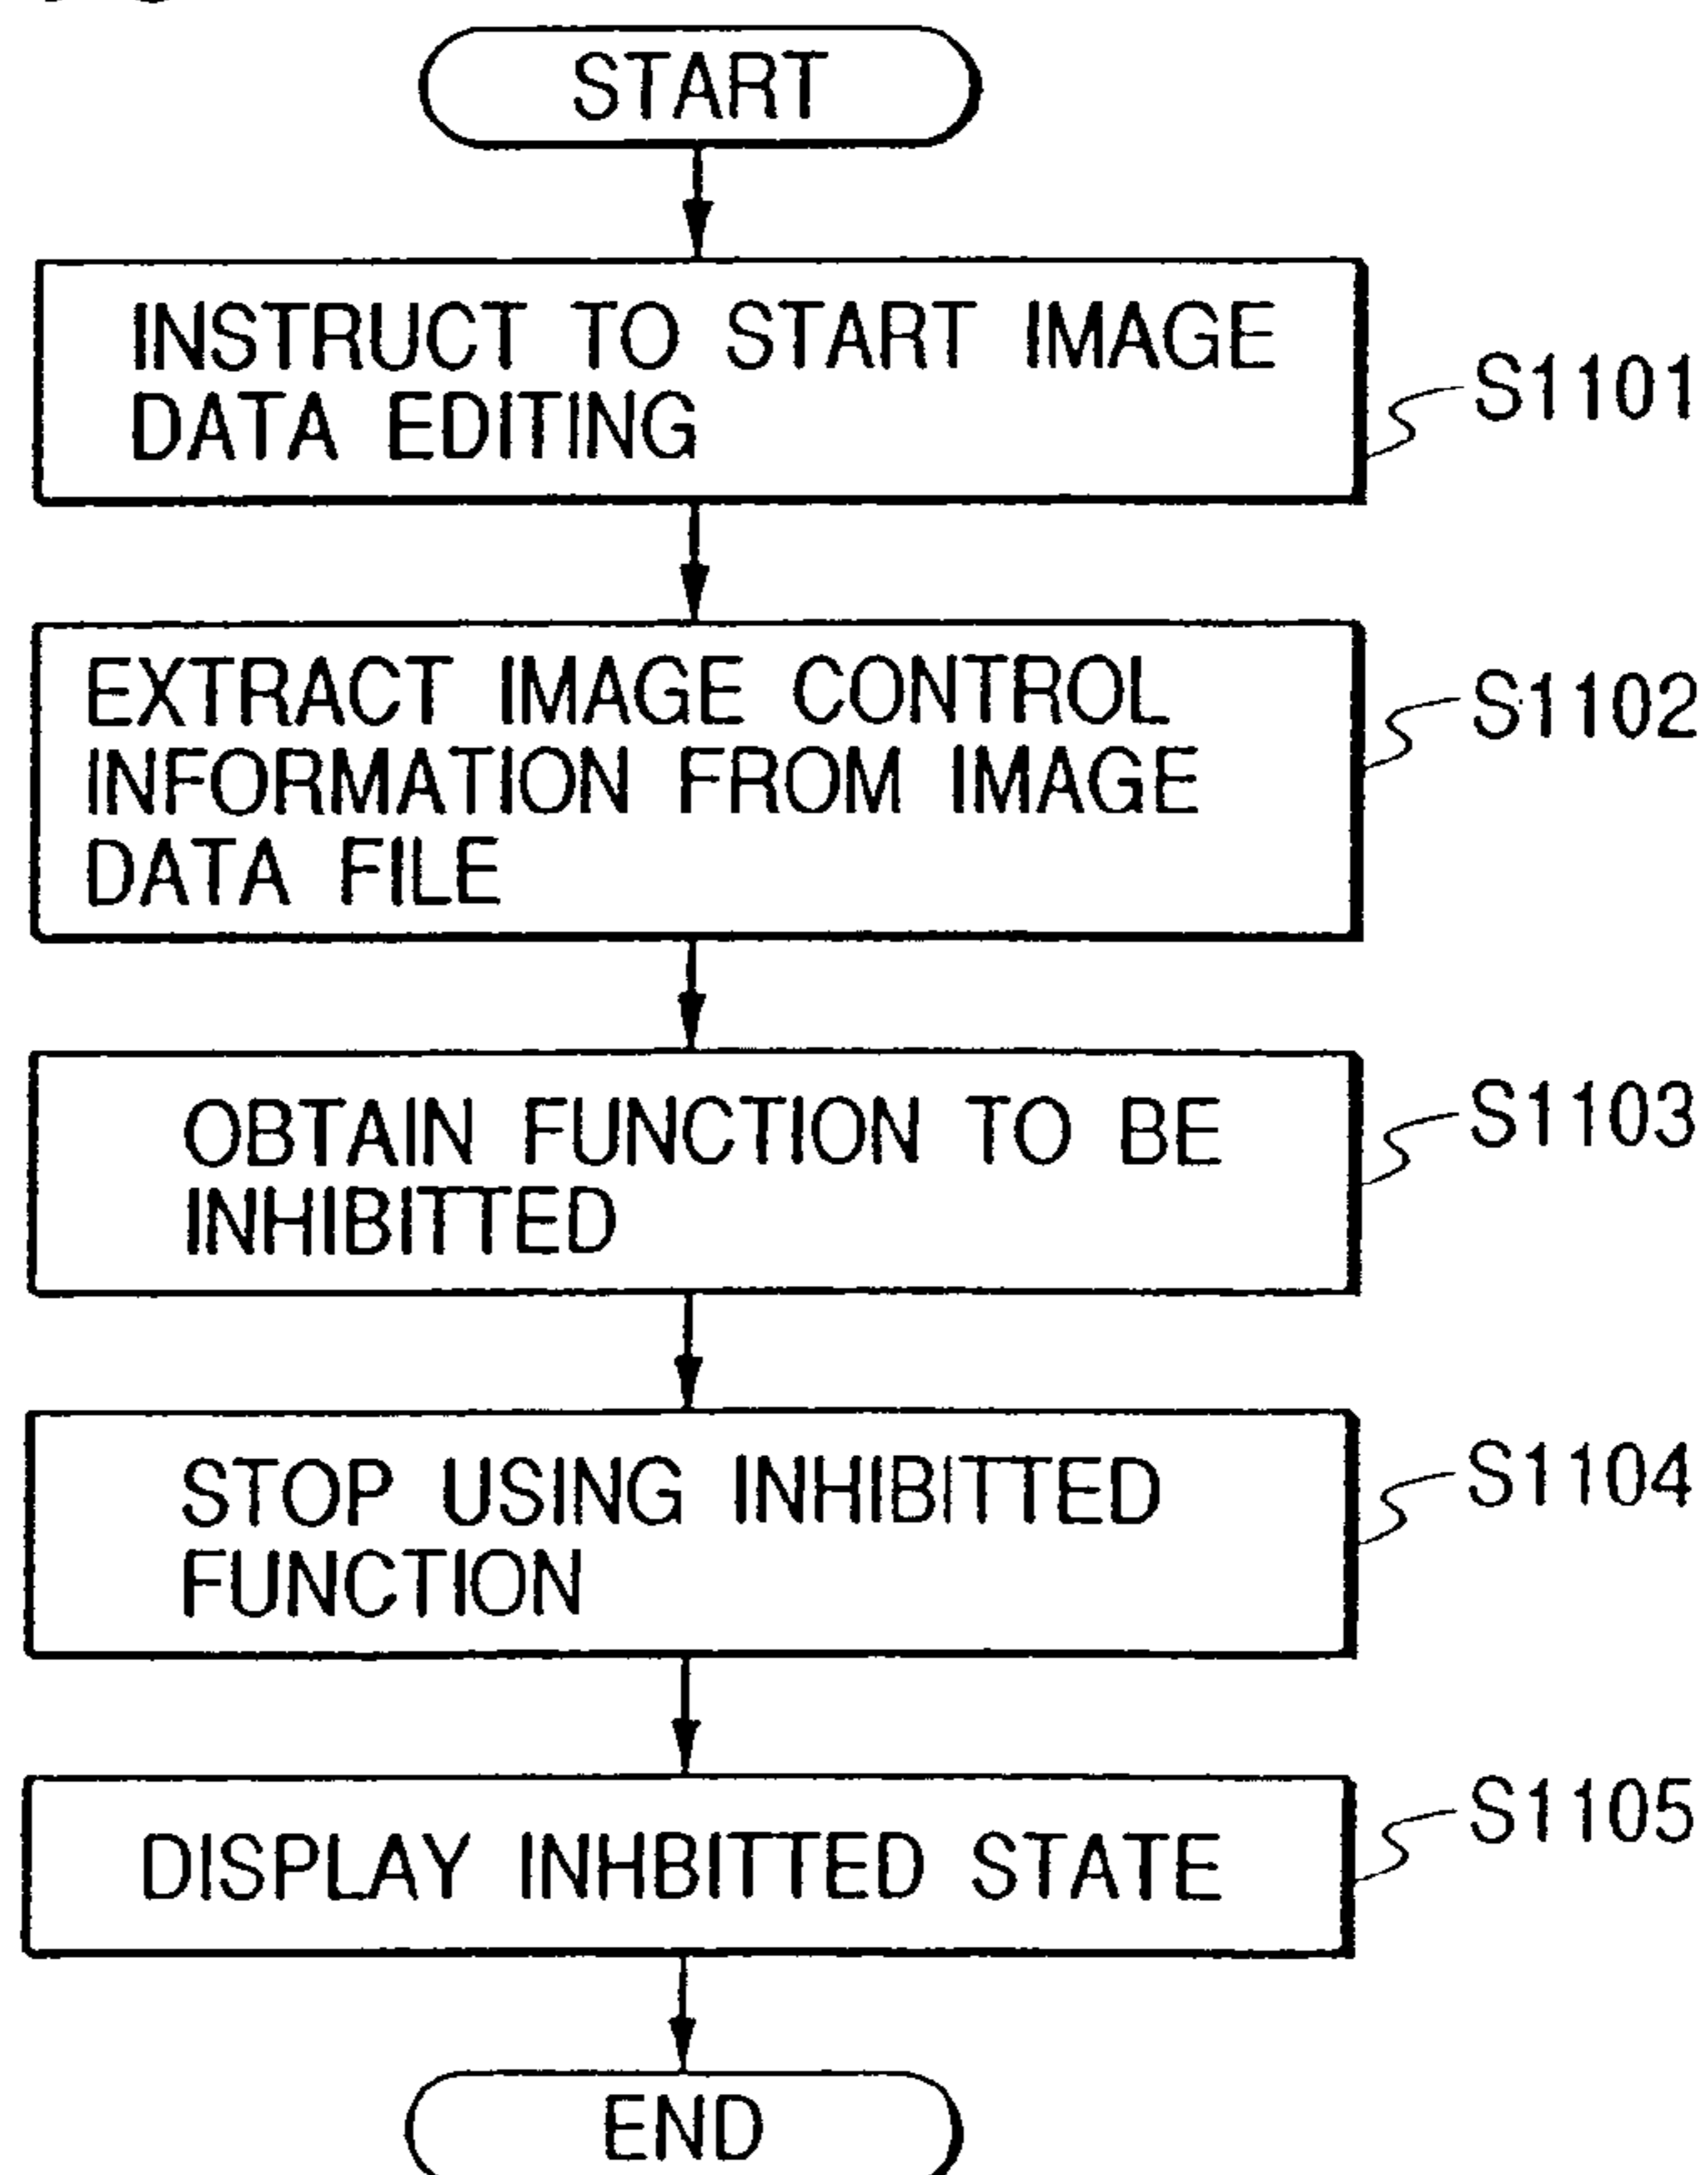 START
INSTRUCT TO START IMAGE
DATA EDITING
S1101
EXTRACT IMAGE CONTROL
INFORMATION FROM IMAGE
DATA FILE
S1102
OBTAIN FUNCTION TO BE
INHIBITTED
S1103
STOP USING INHIBITTED
FUNCTION
S1104
DISPLAY INHBITTED STATE
S1105
END